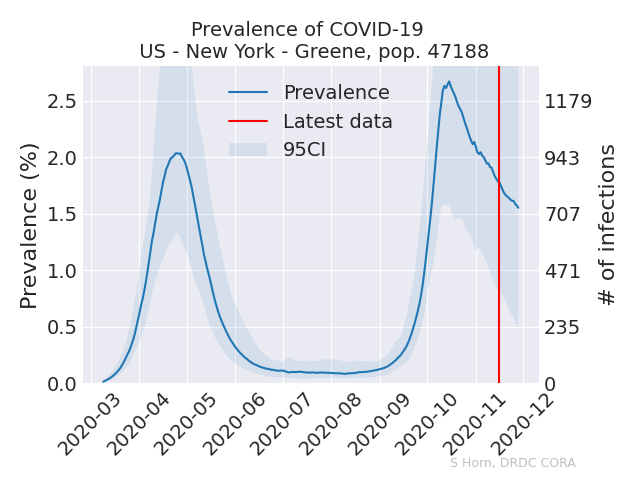 Prevalence of COVID-19
US - New York - Greene, pop. 47188
Prevalence
Latest data
95CI
Prevalence (%)
2.5
2.0
1.5
1.0
0.5
0.0
1179
943
707
471
235
0
# of infections
2020-03
2020-04
2020-05
2020-06
2020-07
2020-08
2020-09
2020-10
2020-11
2020-12
S Horn, DRDC CORA